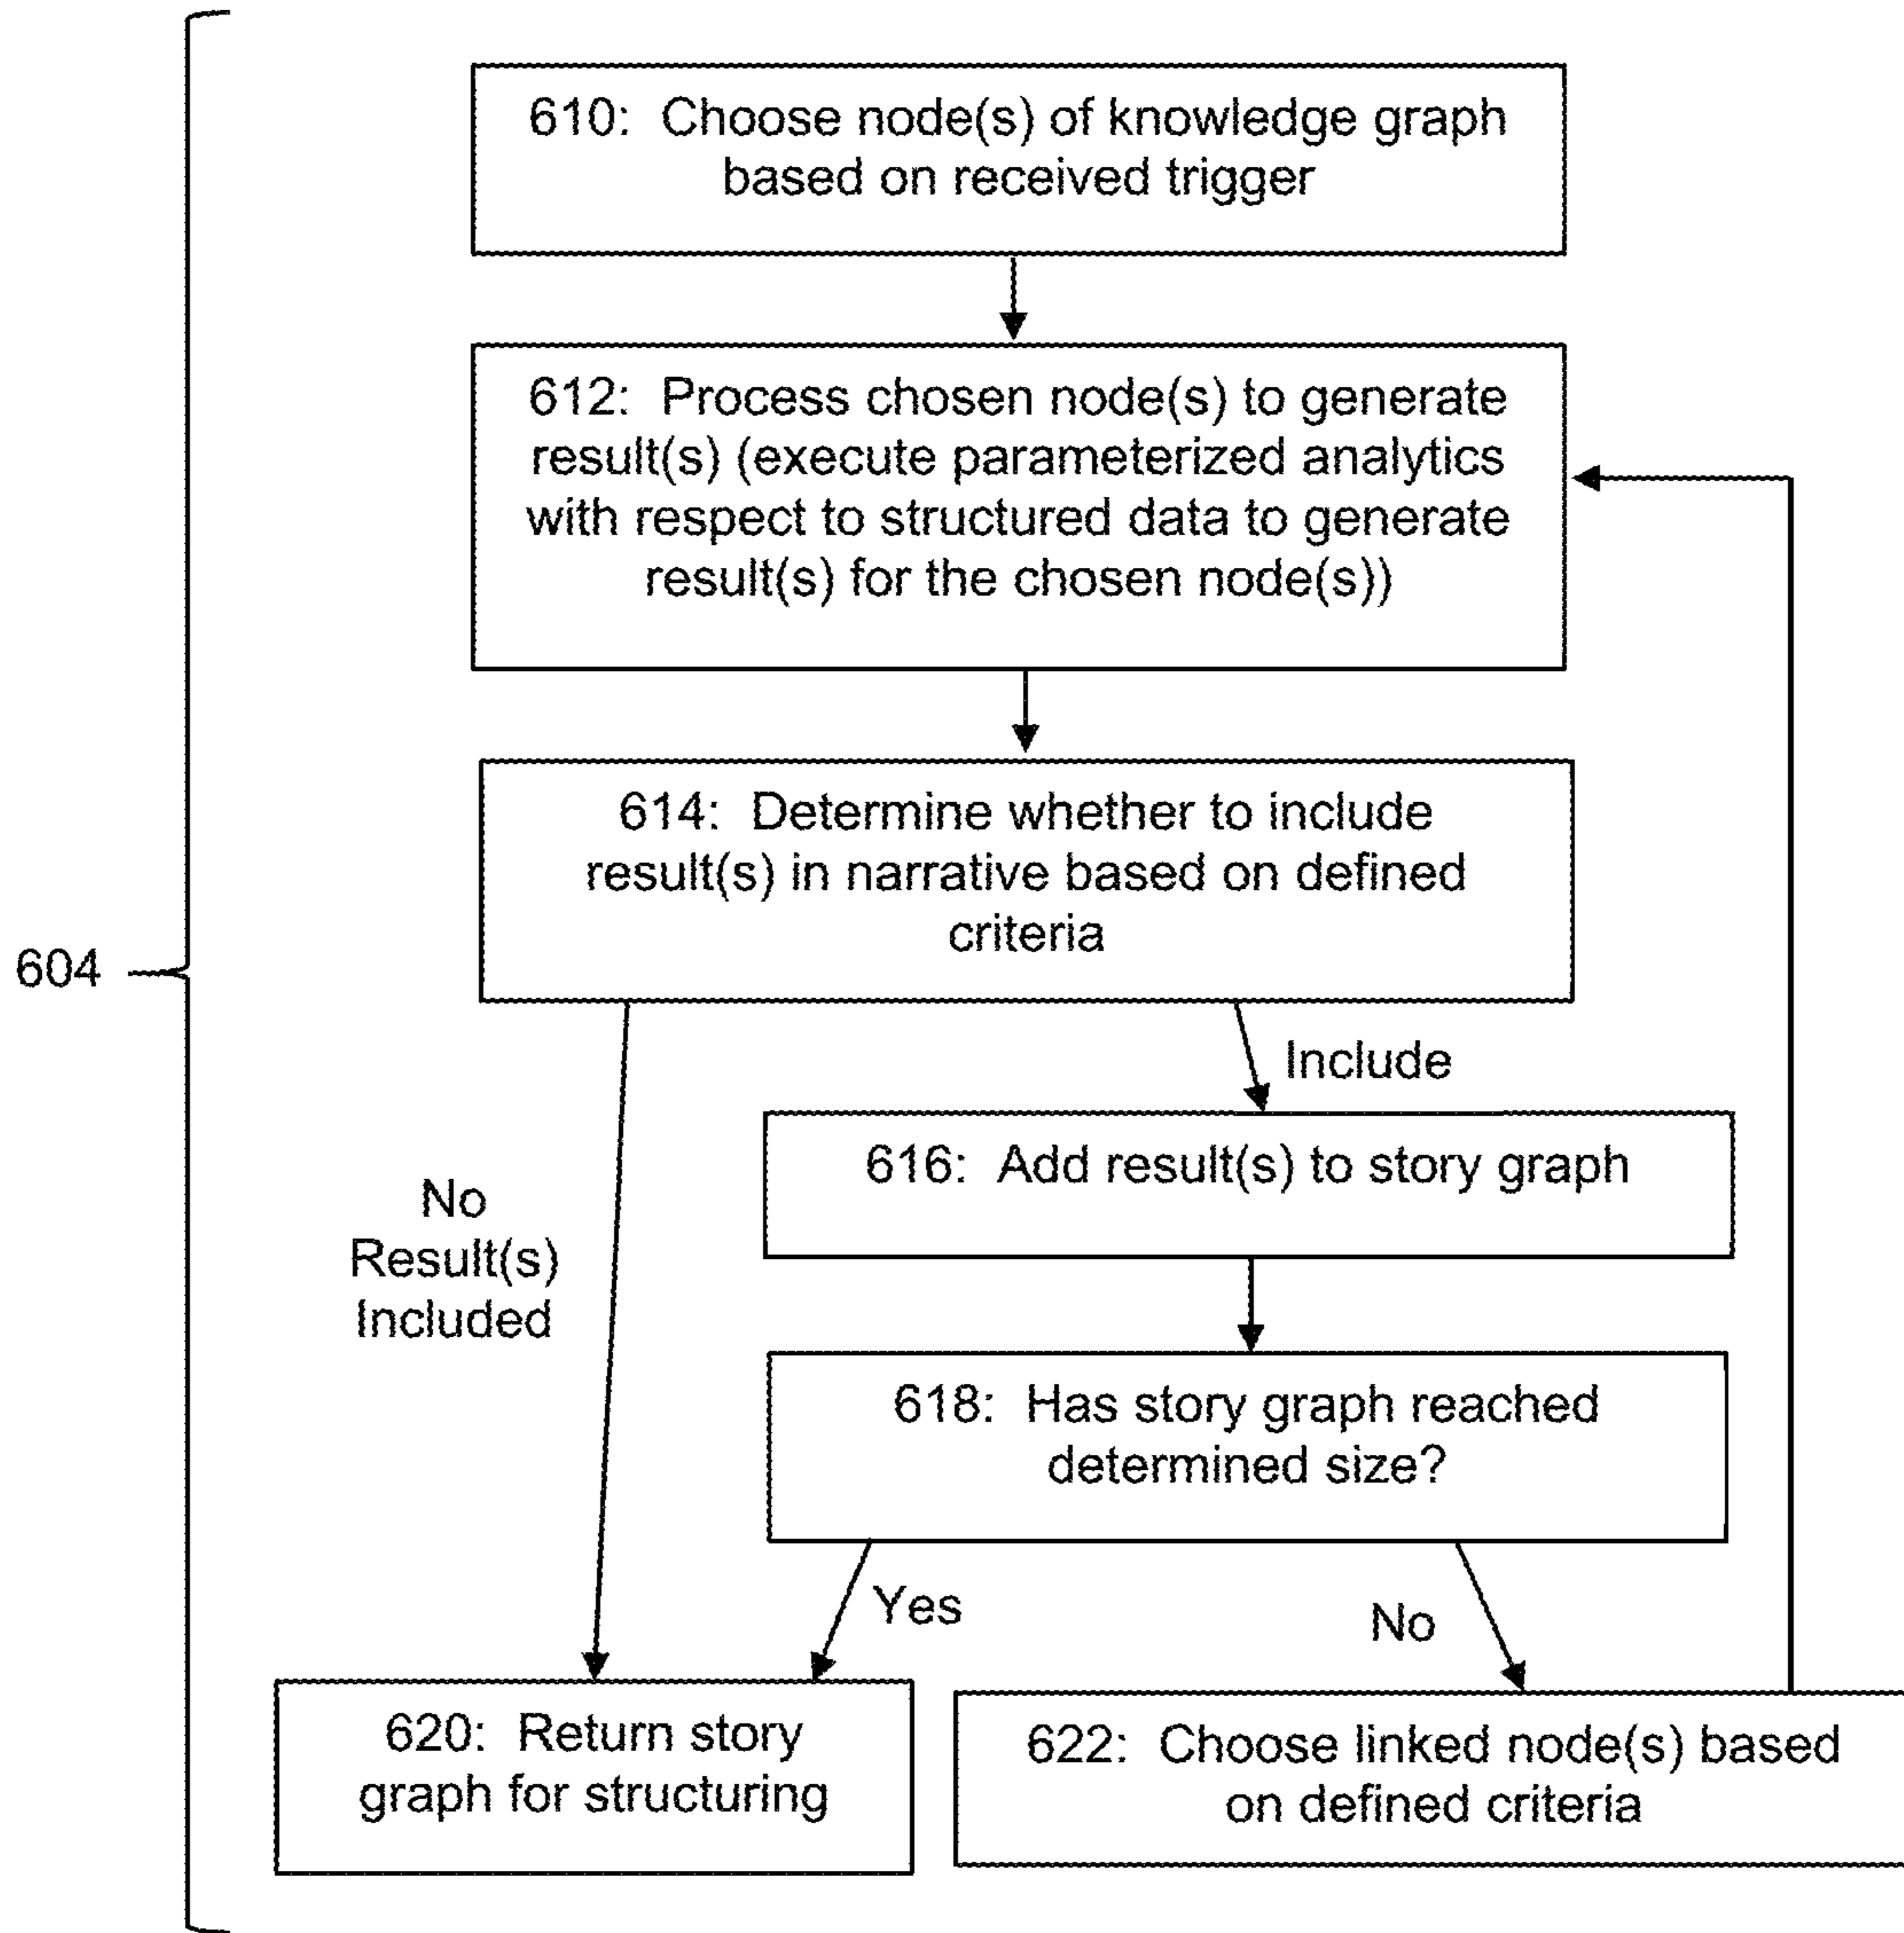 610: Choose node(s) of knowledge graph
based on received trigger
612: Process chosen node(s) to generate
result(s) (execute parameterized analytics
with respect to structured data to generate
result(s) for the chosen node(s))
614: Determine whether to include
result(s) in narrative based on defined
criteria
604
Include
616: Add result(s) to story graph
No
Result(s)
Included
618: Has story graph reached
determined size?
Yes
No
620: Return story
graph for structuring
622: Choose linked node(s) based
on defined criteria